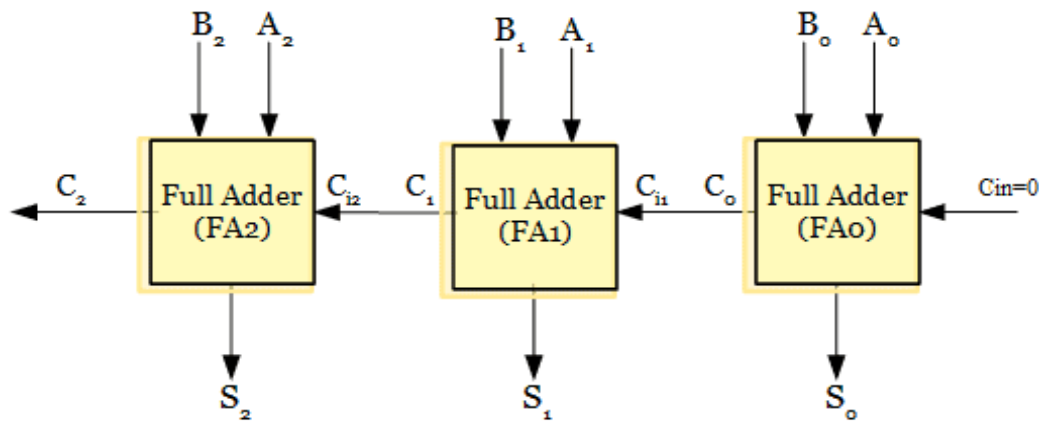 B₂ A₂ B₁ A₁ B₀ A₀
C₂ Full Adder (FA2) Cᵢ₂ C₁ Full Adder (FA1) Cᵢ₁ C₀ Full Adder (FA0) Cin=0
S₂ S₁ S₀